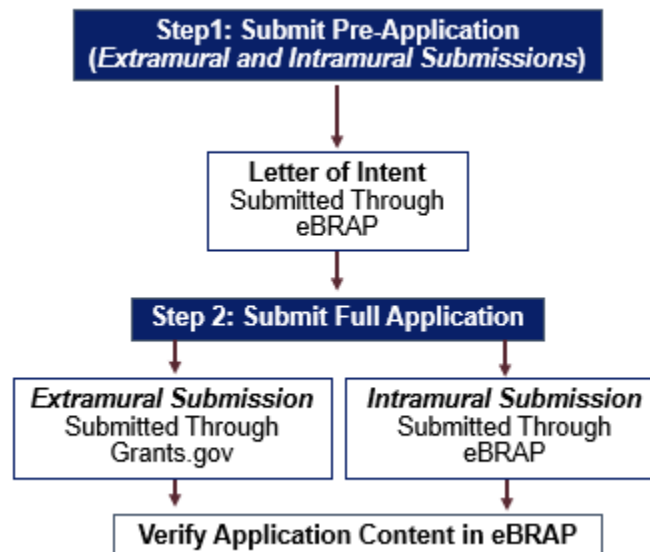 Step1: Submit Pre-Application
(Extramural and Intramural Submissions)
Letter of Intent
Submitted Through
eBRAP
Step 2: Submit Full Application
Extramural Submission
Submitted Through
Grants.gov
Intramural Submission
Submitted Through
eBRAP
Verify Application Content in eBRAP